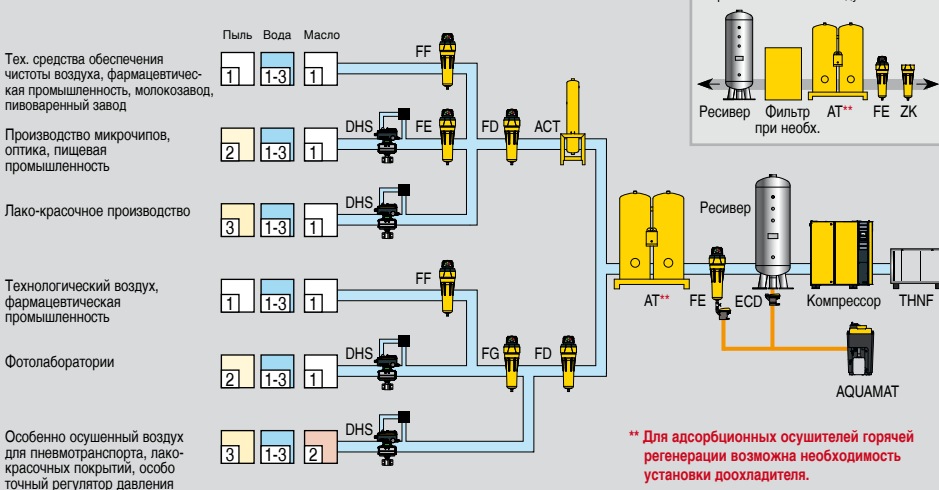 Пыль Вода Масло
Тех. средства обеспечения
чистоты воздуха, фармацевтичес-
кая промышленность, молокозавод,
пивоваренный завод
1 1-3 1
FF
Производство микрочипов,
оптика, пищевая
промышленность
2 1-3 1
DHS FE FD ACT
Лако-красочное производство
3 1-3 1
DHS
Технологический воздух,
фармацевтическая
промышленность
1 1-3 1
FF
Фотолаборатории
2 1-3 1
DHS FG FD
Особенно осушенный воздух
для пневмотранспорта, лако-
красочных покрытий, особо
точный регулятор давления
3 1-3 2
DHS
Ресивер Фильтр AT** FE ZK
при необх.
Ресивер
AT** FE ECD Компрессор THNF
AQUAMAT
** Для адсорбционных осушителей горячей
регенерации возможна необходимость
установки доохладителя.